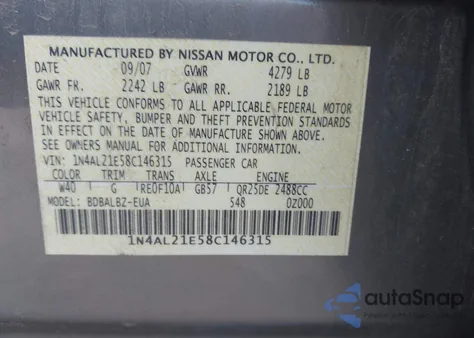 MANUFACTURED BY NISSAN MOTOR CO., LTD.
DATE 09/07 GVWR 4279 LB
GAWR FR. 2242 LB GAWR RR. 2189 LB
THIS VEHICLE CONFORMS TO ALL APPLICABLE FEDERAL MOTOR
VEHICLE SAFETY, BUMPER AND THEFT PREVENTION STANDARDS
IN EFFECT ON THE DATE OF MANUFACTURE SHOWN ABOVE.
SEE OWNERS MANUAL FOR ADDITIONAL INFORMATION.
VIN: 1N4AL21E58C146315 PASSENGER CAR
COLOR TRIM TRANS AXLE ENGINE
W40 G RE0F10A GB57 QR25DE 2488CC
MODEL: BDBALBZ-EUA 548 0Z000
1N4AL21E58C146315
autoSnap